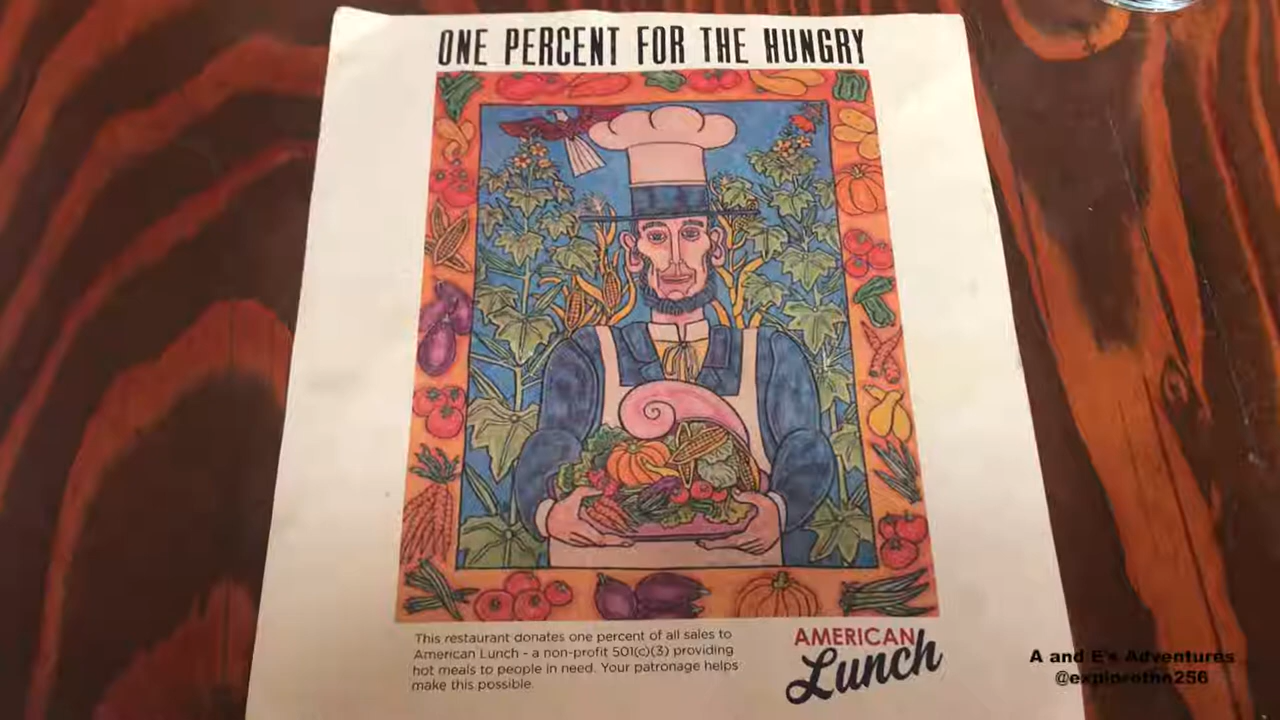 ONE PERCENT FOR THE HUNGRY
This restaurant donates one percent of all sales to
American Lunch - a non-profit 501(c)(3) providing
hot meals to people in need. Your patronage helps
make this possible.
AMERICAN
Lunch
A and E's Adventures
@explorethn256